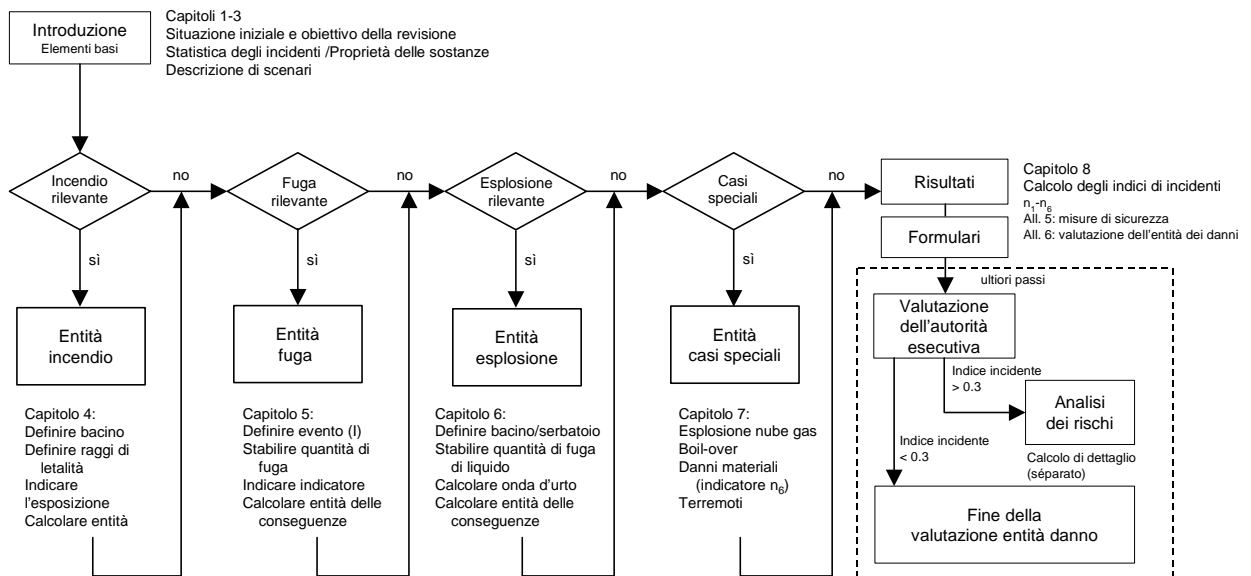 Introduzione
Elementi basi
Capitoli 1-3
Situazione iniziale e obiettivo della revisione
Statistica degli incidenti /Proprietà delle sostanze
Descrizione di scenari
Incendio
rilevante
no
sì
Fuga
rilevante
no
sì
Esplosione
rilevante
no
sì
Casi
speciali
no
sì
Risultati
Formulari
Capitolo 8
Calcolo degli indici di incidenti
n1-n6
All. 5: misure di sicurezza
All. 6: valutazione dell'entità dei danni
Entità
incendio
Entità
fuga
Entità
esplosione
Entità
casi speciali
Capitolo 4:
Definire bacino
Definire raggi di
letalità
Indicare
l'esposizione
Calcolare entità
Capitolo 5:
Definire evento (I)
Stabilire quantità di
fuga
Indicare indicatore
Calcolare entità delle
conseguenze
Capitolo 6:
Definire bacino/serbatoio
Stabilire quantità di fuga
di liquido
Calcolare onda d'urto
Calcolare entità delle
conseguenze
Capitolo 7:
Esplosione nube gas
Boil-over
Danni materiali
(indicatore n6)
Terremoti
ultiori passi
Valutazione
dell'autorità
esecutiva
Indice incidente
> 0.3
Analisi
dei rischi
Calcolo di dettaglio
(séparato)
Indice incidente
< 0.3
Fine della
valutazione entità danno